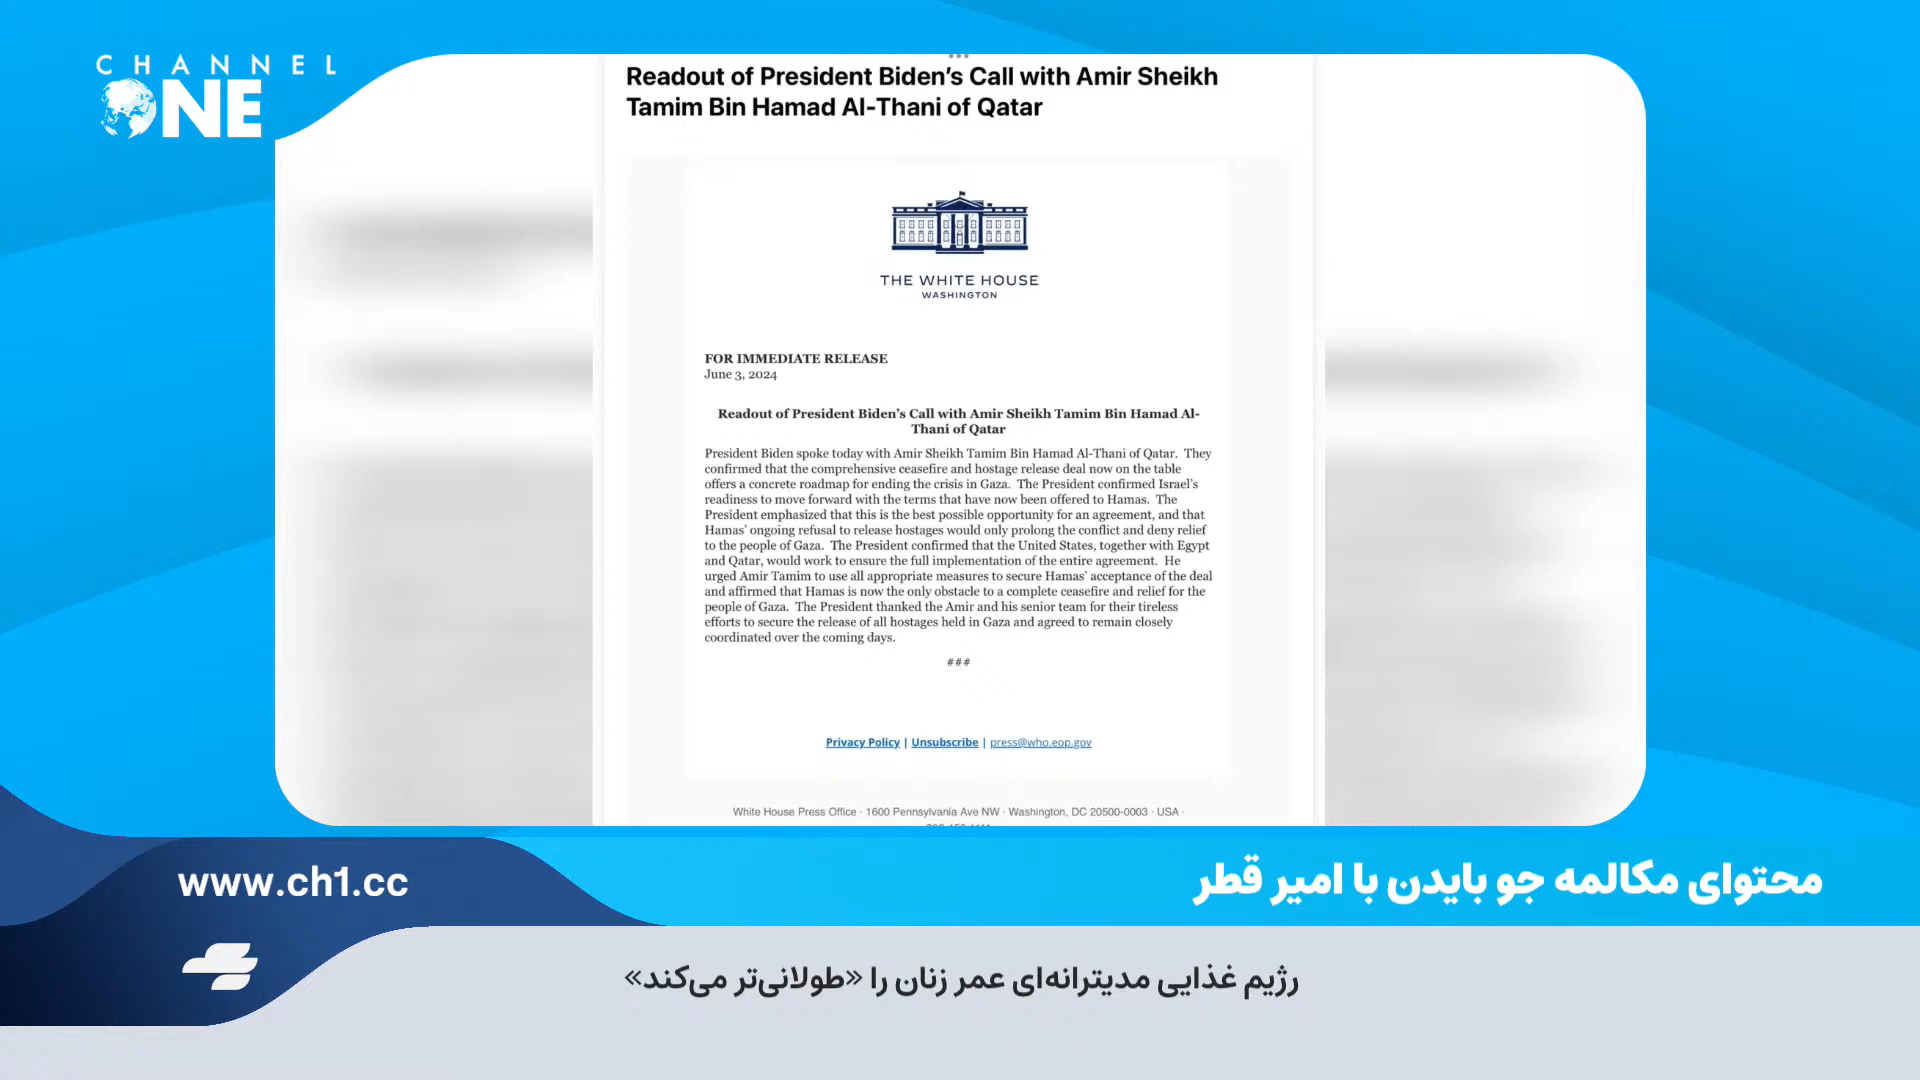 CHANNEL
ONE
Readout of President Biden’s Call with Amir Sheikh
Tamim Bin Hamad Al-Thani of Qatar
THE WHITE HOUSE
WASHINGTON
FOR IMMEDIATE RELEASE
June 3, 2024
Readout of President Biden’s Call with Amir Sheikh Tamim Bin Hamad Al-
Thani of Qatar
President Biden spoke today with Amir Sheikh Tamim Bin Hamad Al-Thani of Qatar.  They
confirmed that the comprehensive ceasefire and hostage release deal now on the table
offers a concrete roadmap for ending the crisis in Gaza.  The President confirmed Israel’s
readiness to move forward with the terms that have now been offered to Hamas.  The
President emphasized that this is the best possible opportunity for an agreement, and that
Hamas’ ongoing refusal to release hostages would only prolong the conflict and deny relief
to the people of Gaza.  The President confirmed that the United States, together with Egypt
and Qatar, would work to ensure the full implementation of the entire agreement.  He
urged Amir Tamim to use all appropriate measures to secure Hamas’ acceptance of the deal
and affirmed that Hamas is now the only obstacle to a complete ceasefire and relief for the
people of Gaza.  The President thanked the Amir and his senior team for their tireless
efforts to secure the release of all hostages held in Gaza and agreed to remain closely
coordinated over the coming days.
###
Privacy Policy | Unsubscribe | press@who.eop.gov
White House Press Office · 1600 Pennsylvania Ave NW · Washington, DC 20500-0003 · USA ·
محتوای مکالمه جو بایدن با امیر قطر
www.ch1.cc
رژیم غذایی مدیترانه‌ای عمر زنان را «طولانی‌تر می‌کند»